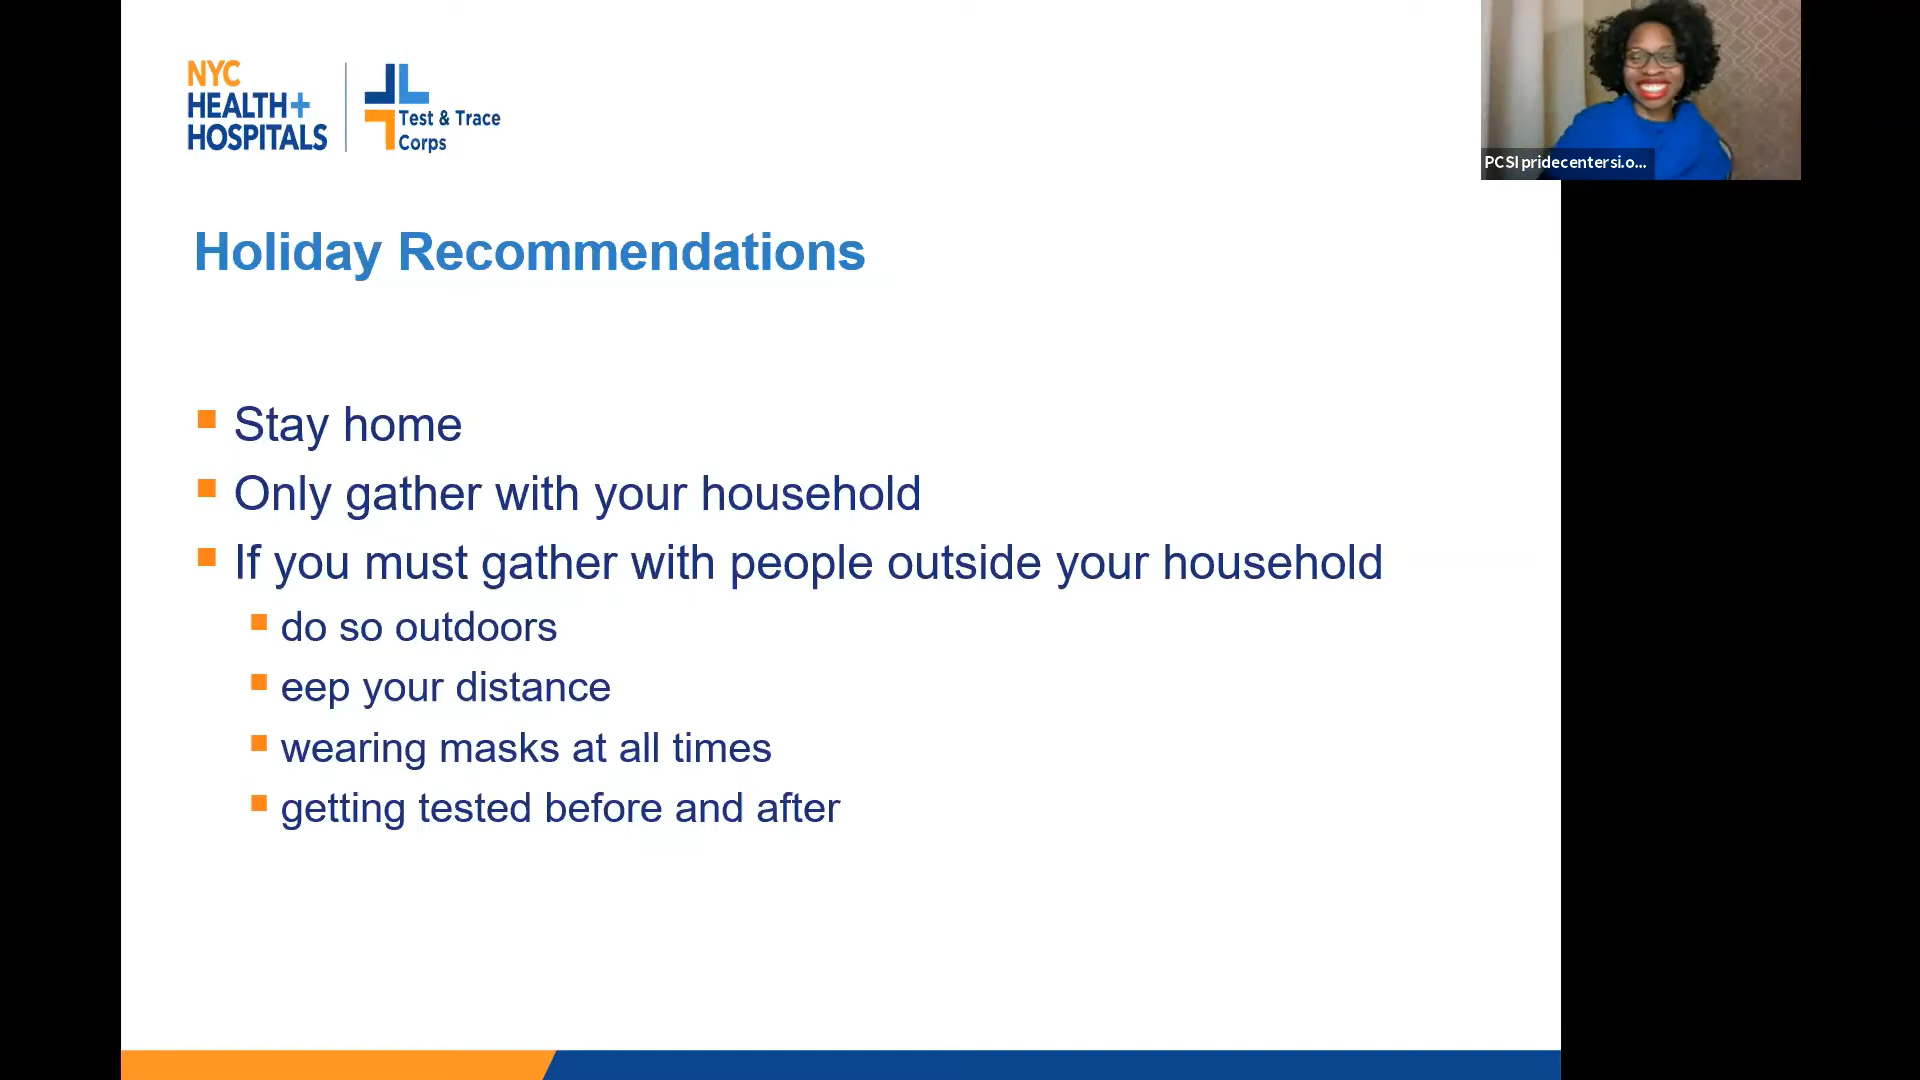 NYC
HEALTH+
HOSPITALS
Test & Trace
Corps
PCSI pridecentersi.o...
Holiday Recommendations
Stay home
Only gather with your household
If you must gather with people outside your household
do so outdoors
eep your distance
wearing masks at all times
getting tested before and after